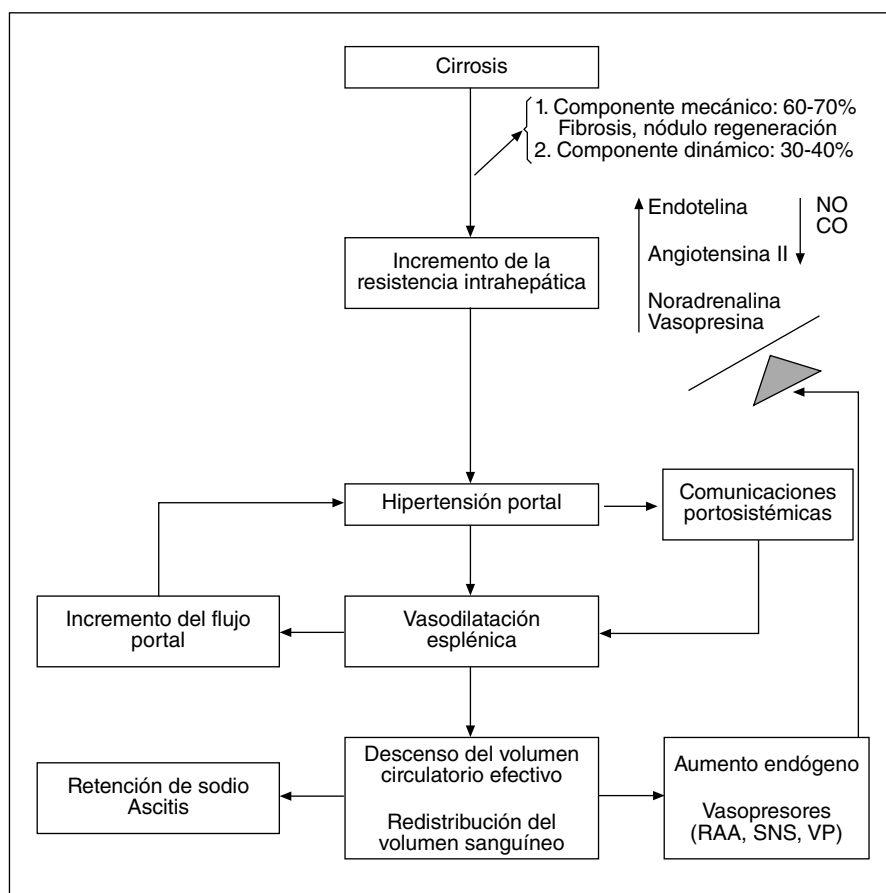 Cirrosis
1. Componente mecánico: 60-70%
Fibrosis, nódulo regeneración
2. Componente dinámico: 30-40%
Endotelina
NO
CO
Angiotensina II
Noradrenalina
Vasopresina
Incremento de la
resistencia intrahepática
Hipertensión portal
Comunicaciones
portosistémicas
Incremento del flujo
portal
Vasodilatación
esplénica
Retención de sodio
Ascitis
Descenso del volumen
circulatorio efectivo
Redistribución del
volumen sanguíneo
Aumento endógeno
Vasopresores
(RAA, SNS, VP)